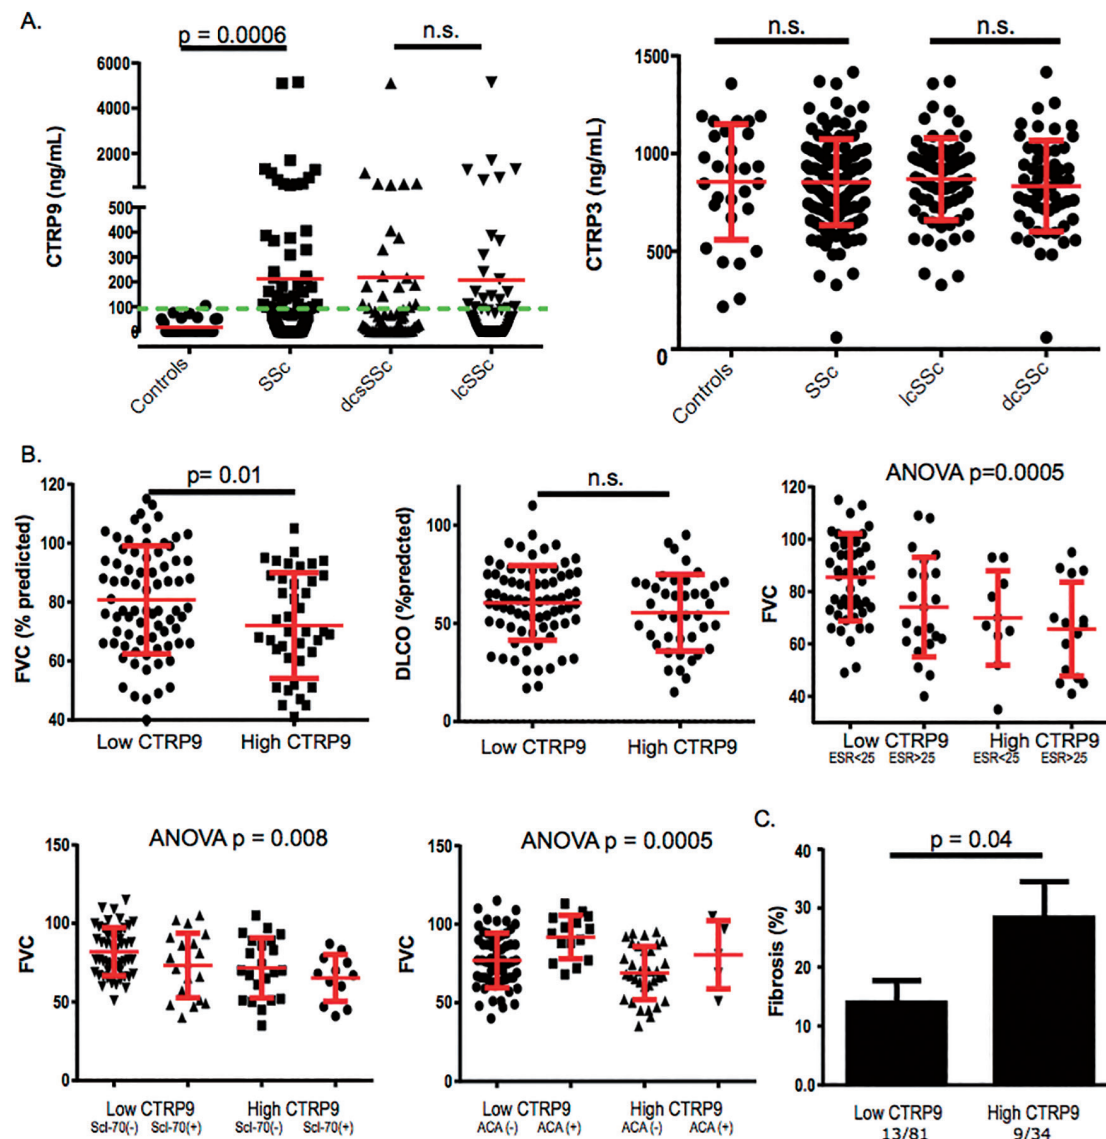 A.
p = 0.0006
n.s.
CTRP9 (ng/mL)
6000
4000
2000
500
400
300
200
100
0
Controls
SSc
dcsSSc
lcSSc
n.s.
n.s.
CTRP3 (ng/mL)
1500
1000
500
0
Controls
SSc
lcSSc
dcSSc
B.
p= 0.01
FVC (% predicted)
120
100
80
60
40
Low CTRP9
High CTRP9
n.s.
DLCO (%predcted)
100
50
0
Low CTRP9
High CTRP9
ANOVA p=0.0005
FVC
120
100
80
60
40
Low CTRP9 High CTRP9
ESR<25 ESR>25 ESR<25 ESR>25
ANOVA p = 0.008
FVC
150
100
50
0
Low CTRP9 High CTRP9
Scl-70(-) Scl-70(+) Scl-70(-) Scl-70(+)
ANOVA p = 0.0005
FVC
150
100
50
0
Low CTRP9 High CTRP9
ACA (-) ACA (+) ACA (-) ACA (+)
C.
p = 0.04
Fibrosis (%)
40
30
20
10
0.0
Low CTRP9 High CTRP9
13/81 9/34